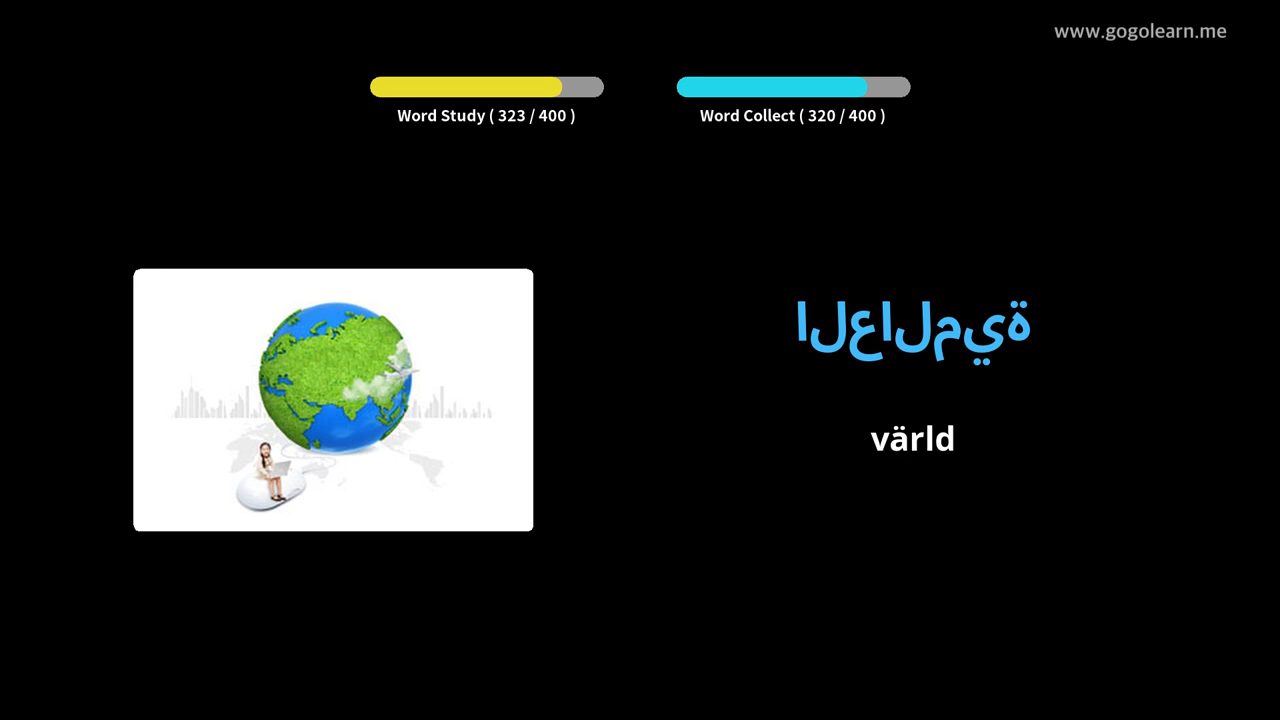 www.gogolearn.me
Word Study ( 323 / 400 )
Word Collect ( 320 / 400 )
العالمية
värld